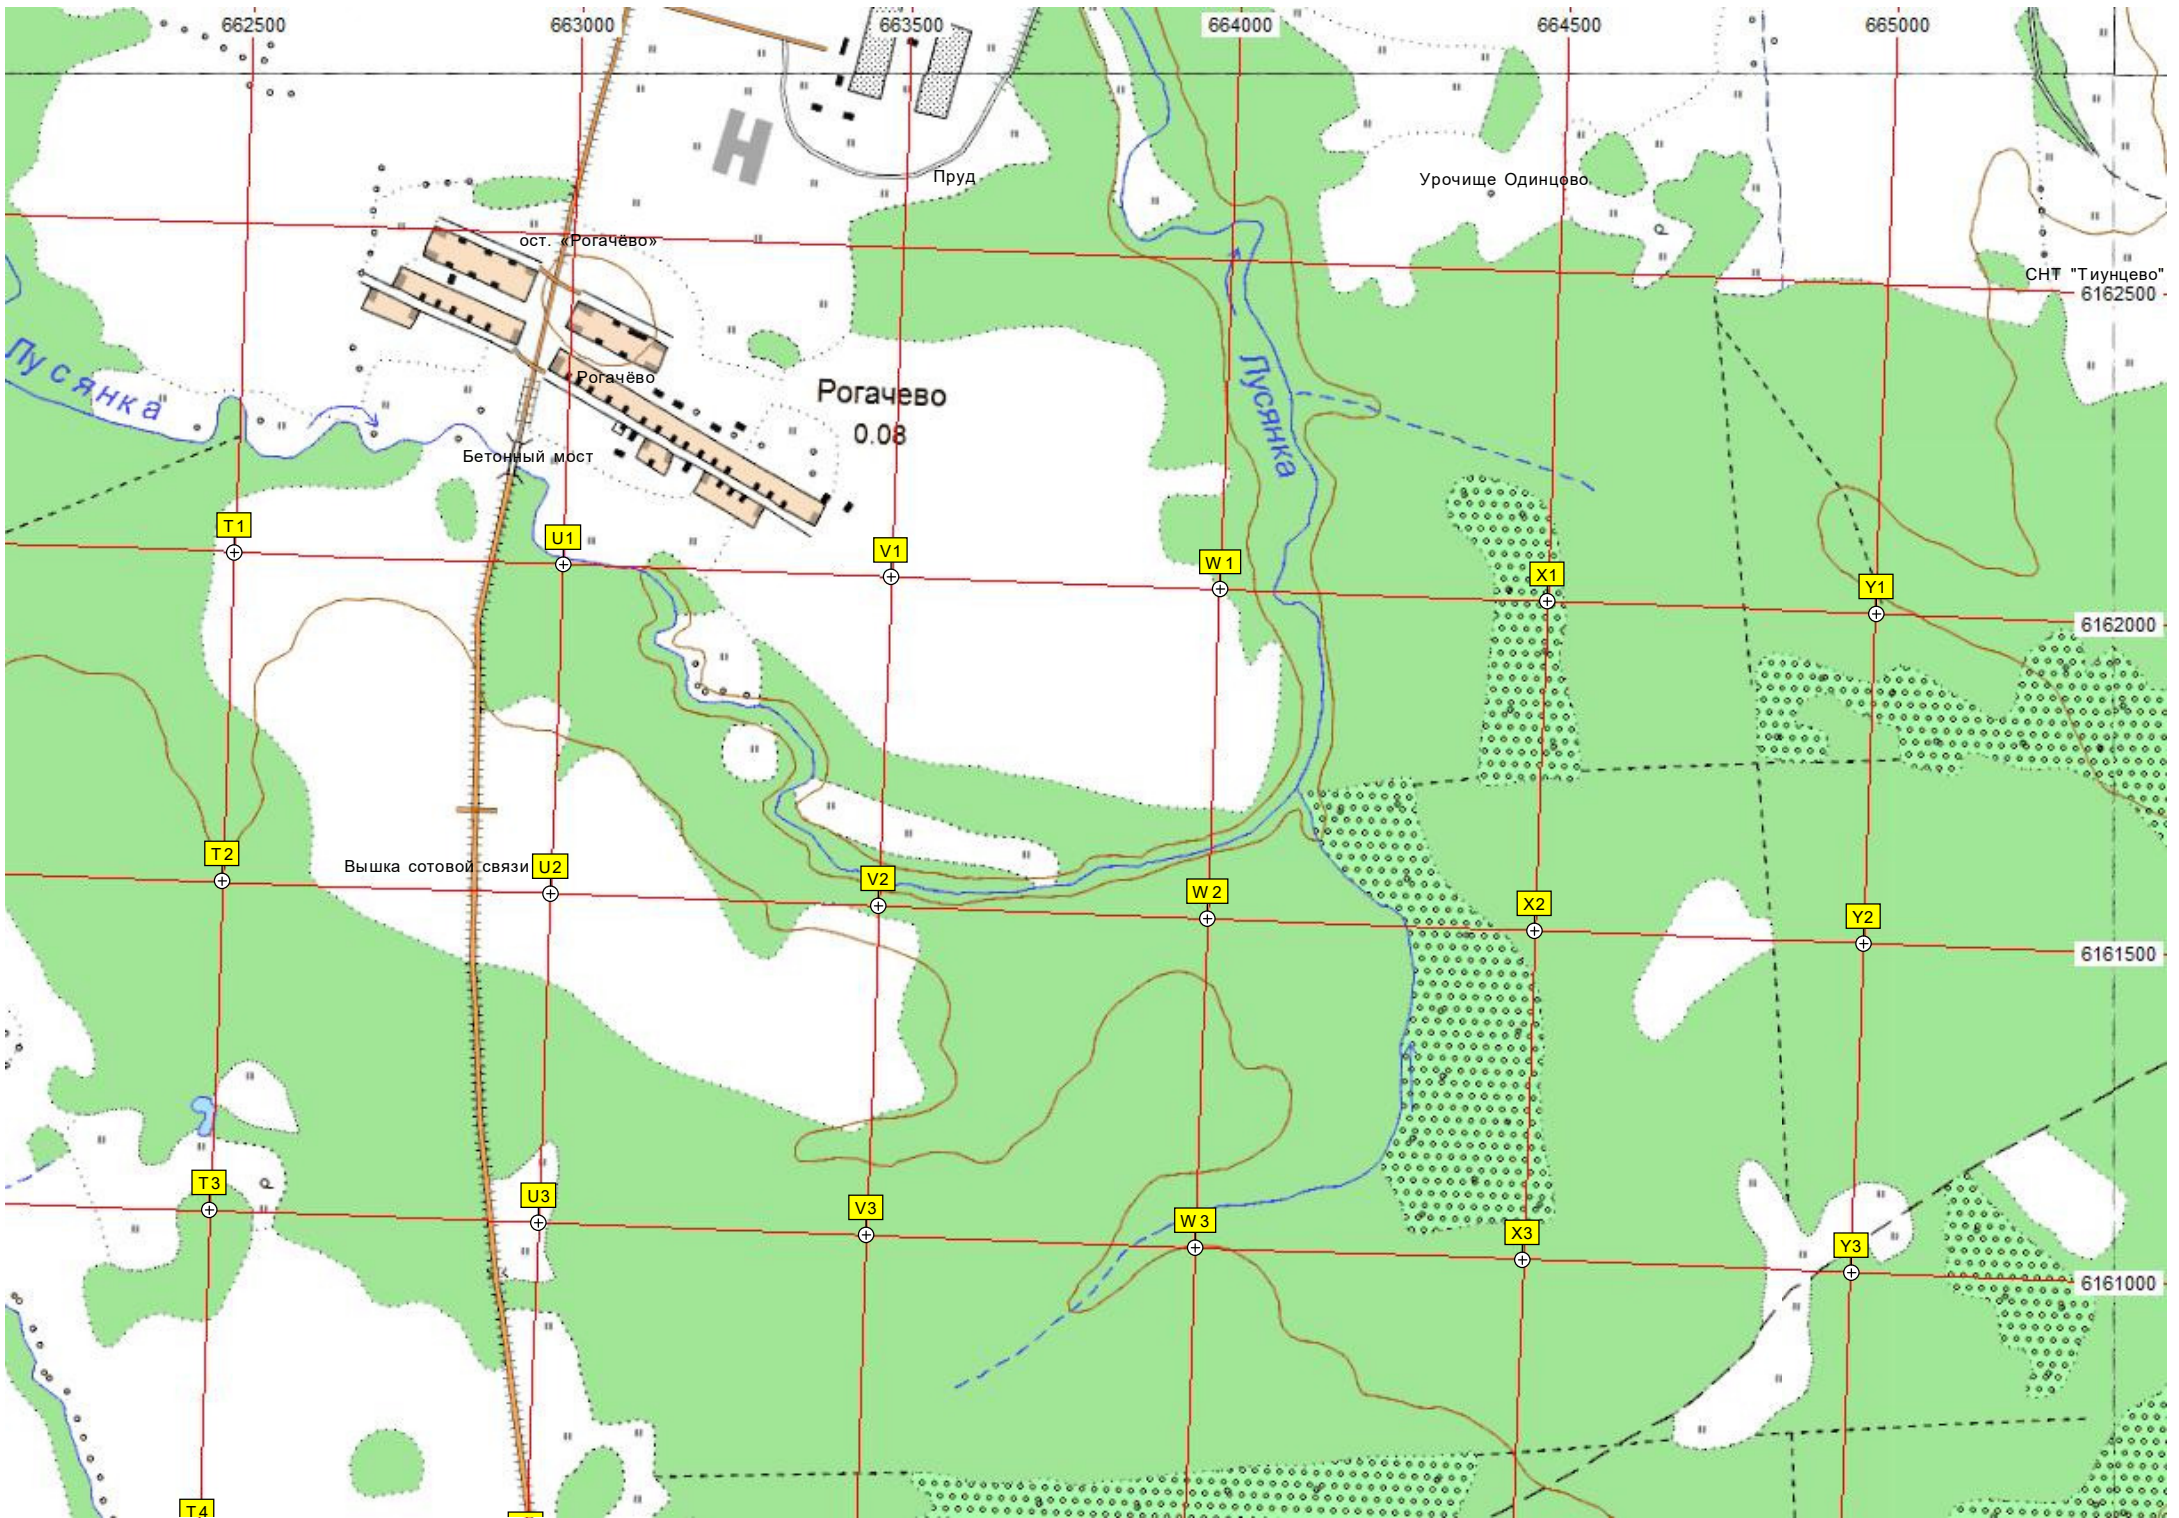 662500 663000 663500 664000 664500 665000
Пруд
Урочище Одинцово
ост. «Рогачёво»
СНТ "Тиунцево"
6162500
Лусянка
Рогачёво
Рогачево
0.08
Лусянка
Бетонный мост
T1 U1 V1 W1 X1 Y1
6162000
T2 U2 V2 W2 X2 Y2
Вышка сотовой связи
6161500
T3 U3 V3 W3 X3 Y3
6161000
T4